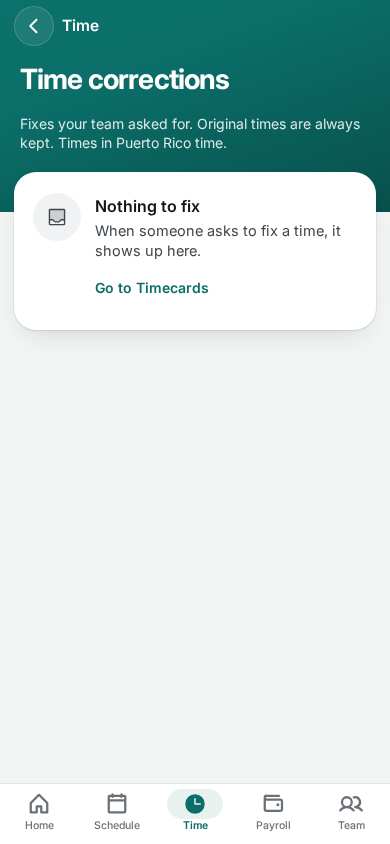 Time
Time corrections
Fixes your team asked for. Original times are always
kept. Times in Puerto Rico time.
Nothing to fix
When someone asks to fix a time, it
shows up here.
Go to Timecards
Home
Schedule
Time
Payroll
Team